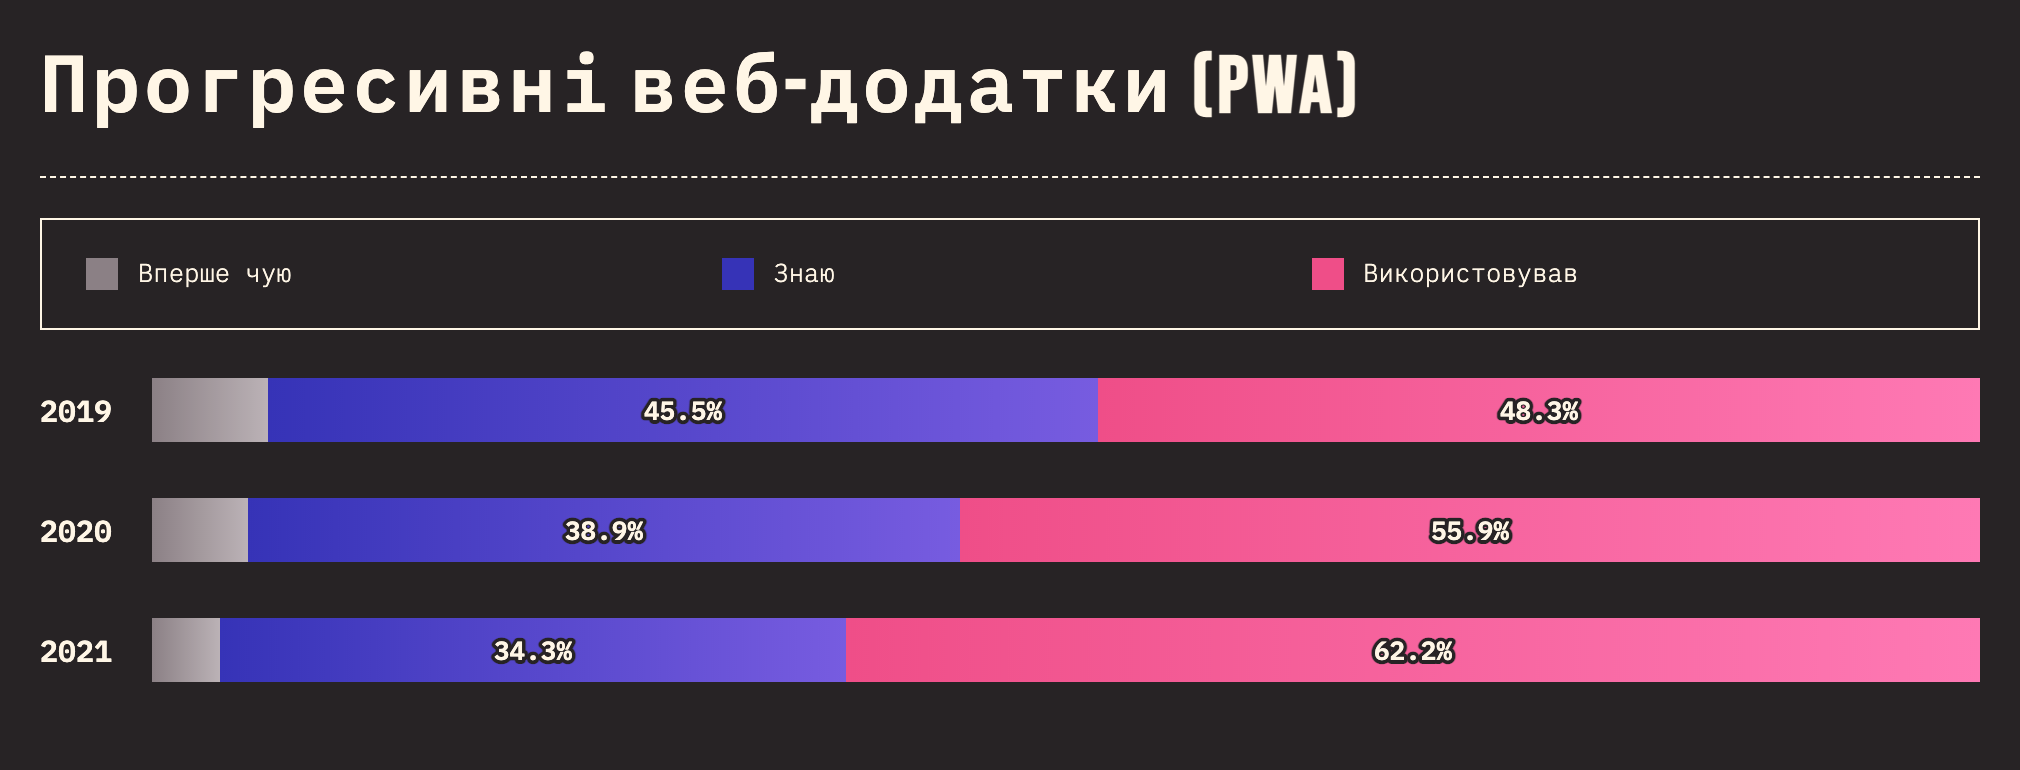 Прогресивні веб-додатки (PWA)
Вперше чую
Знаю
Використовував
2019 45.5% 48.3%
2020 38.9% 55.9%
2021 34.3% 62.2%